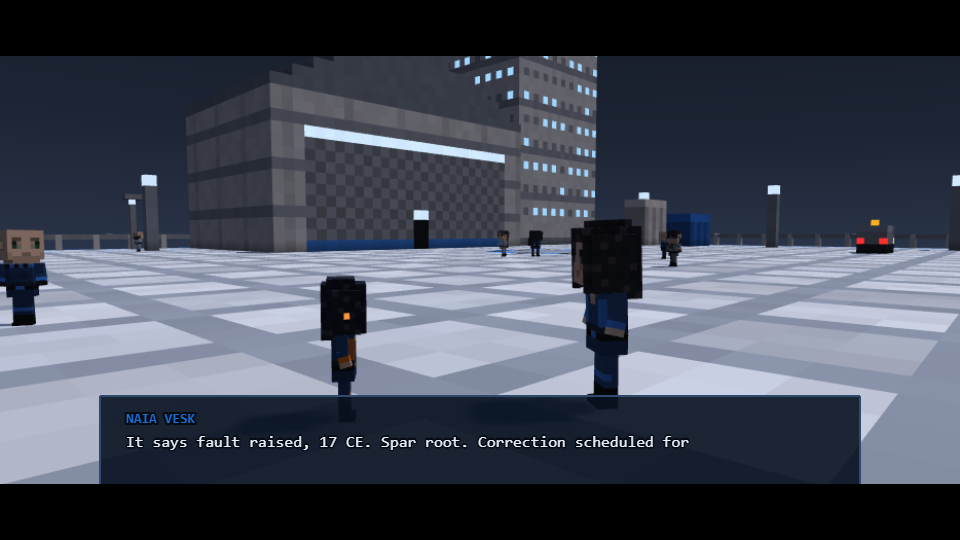 NAIA VESK
It says fault raised, 17 CE. Spar root. Correction scheduled for